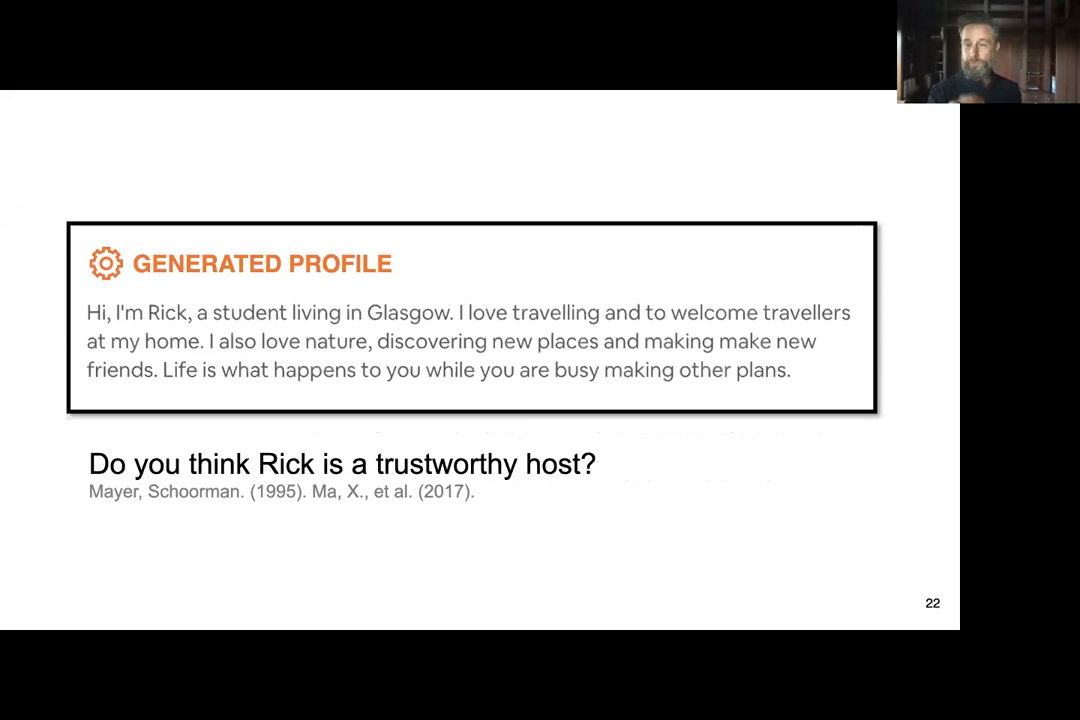 GENERATED PROFILE
Hi, I'm Rick, a student living in Glasgow. I love travelling and to welcome travellers
at my home. I also love nature, discovering new places and making make new
friends. Life is what happens to you while you are busy making other plans.
Do you think Rick is a trustworthy host?
Mayer, Schoorman. (1995). Ma, X., et al. (2017).
22